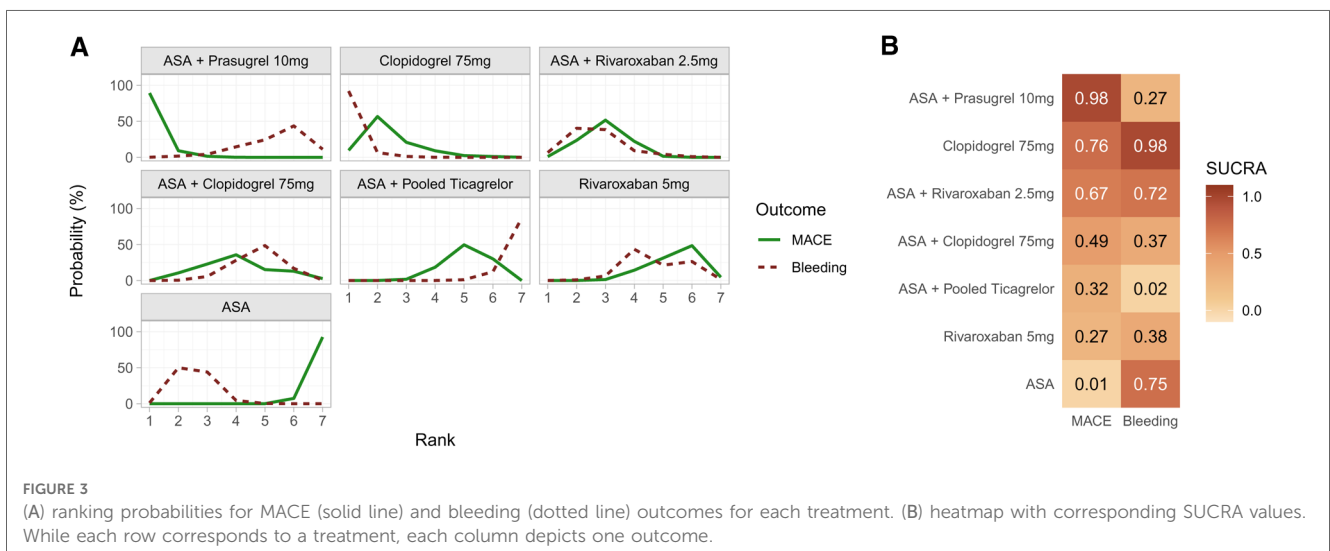 A
ASA + Prasugrel 10mg
Clopidogrel 75mg
ASA + Rivaroxaban 2.5mg
100
50
0
ASA + Clopidogrel 75mg
ASA + Pooled Ticagrelor
Rivaroxaban 5mg
100
50
0
1 2 3 4 5 6 7
1 2 3 4 5 6 7
ASA
100
50
0
1 2 3 4 5 6 7
Probability (%)
Rank
Outcome
MACE
Bleeding
B
ASA + Prasugrel 10mg 0.98 0.27
Clopidogrel 75mg 0.76 0.98
ASA + Rivaroxaban 2.5mg 0.67 0.72
ASA + Clopidogrel 75mg 0.49 0.37
ASA + Pooled Ticagrelor 0.32 0.02
Rivaroxaban 5mg 0.27 0.38
ASA 0.01 0.75
MACE Bleeding
SUCRA
1.0
0.5
0.0
FIGURE 3
(A) ranking probabilities for MACE (solid line) and bleeding (dotted line) outcomes for each treatment. (B) heatmap with corresponding SUCRA values.
While each row corresponds to a treatment, each column depicts one outcome.